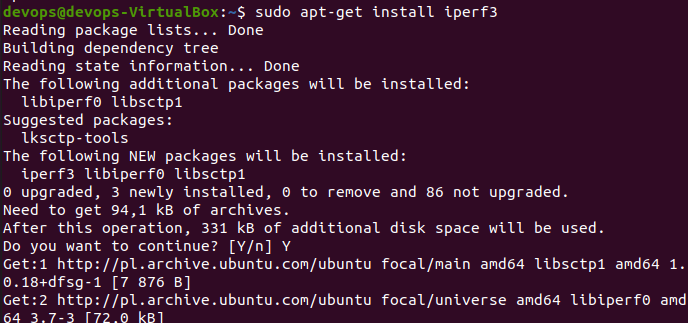 devops@devops-VirtualBox:~$ sudo apt-get install iperf3
Reading package lists... Done
Building dependency tree
Reading state information... Done
The following additional packages will be installed:
  libiperf0 libsctp1
Suggested packages:
  lksctp-tools
The following NEW packages will be installed:
  iperf3 libiperf0 libsctp1
0 upgraded, 3 newly installed, 0 to remove and 86 not upgraded.
Need to get 94,1 kB of archives.
After this operation, 331 kB of additional disk space will be used.
Do you want to continue? [Y/n] Y
Get:1 http://pl.archive.ubuntu.com/ubuntu focal/main amd64 libsctp1 amd64 1.
0.18+dfsg-1 [7 876 B]
Get:2 http://pl.archive.ubuntu.com/ubuntu focal/universe amd64 libiperf0 amd
64 3.7-3 [72,0 kB]